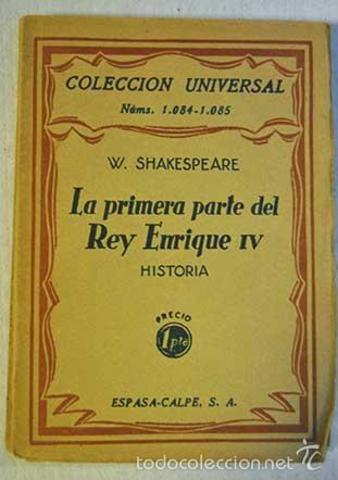 COLECCION UNIVERSAL
Núms. 1.084-1.085
W. SHAKESPEARE
La primera parte del
Rey Enrique IV
HISTORIA
PRECIO
1 pta
ESPASA-CALPE, S. A.
todocoleccion.net